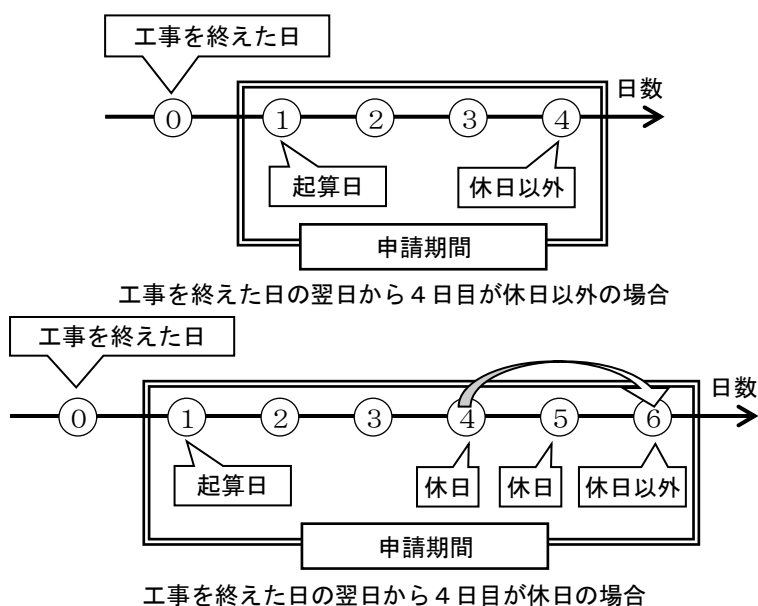 工事を終えた日
日数
⓪ ① ② ③ ④
起算日
休日以外
申請期間
工事を終えた日の翌日から４日目が休日以外の場合
工事を終えた日
日数
⓪ ① ② ③ ④ ⑤ ⑥
起算日
休日
休日
休日以外
申請期間
工事を終えた日の翌日から４日目が休日の場合